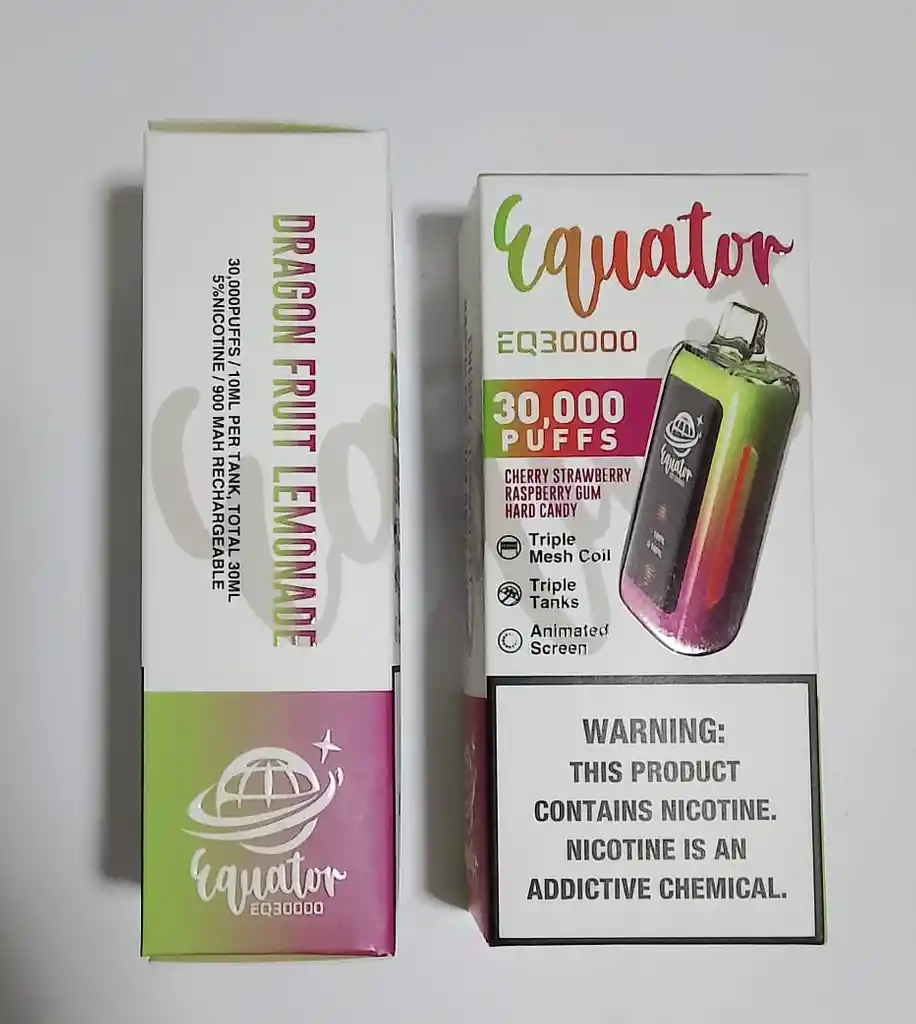 DRAGON FRUIT LEMONADE
30,000PUFFS / 10ML PER TANK, TOTAL 30ML
5%NICOTINE / 900 MAH RECHARGEABLE
Equator
EQ30000
Equator
EQ30000
30,000
PUFFS
CHERRY STRAWBERRY
RASPBERRY GUM
HARD CANDY
Triple
Mesh Coil
Triple
Tanks
Animated
Screen
Equator
WARNING:
THIS PRODUCT
CONTAINS NICOTINE.
NICOTINE IS AN
ADDICTIVE CHEMICAL.